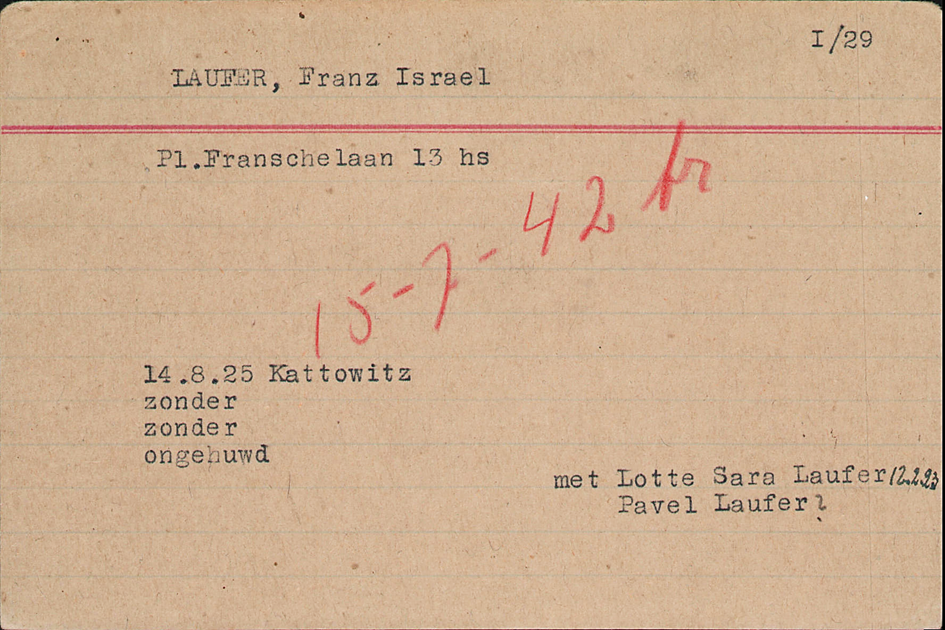 I/29
LAUFER, Franz Israel
Pl.Franschelaan 13 hs
15-7-42
14.8.25 Kattowitz
zonder
zonder
ongehuwd
met Lotte Sara Laufer 12.2.23
Pavel Laufer